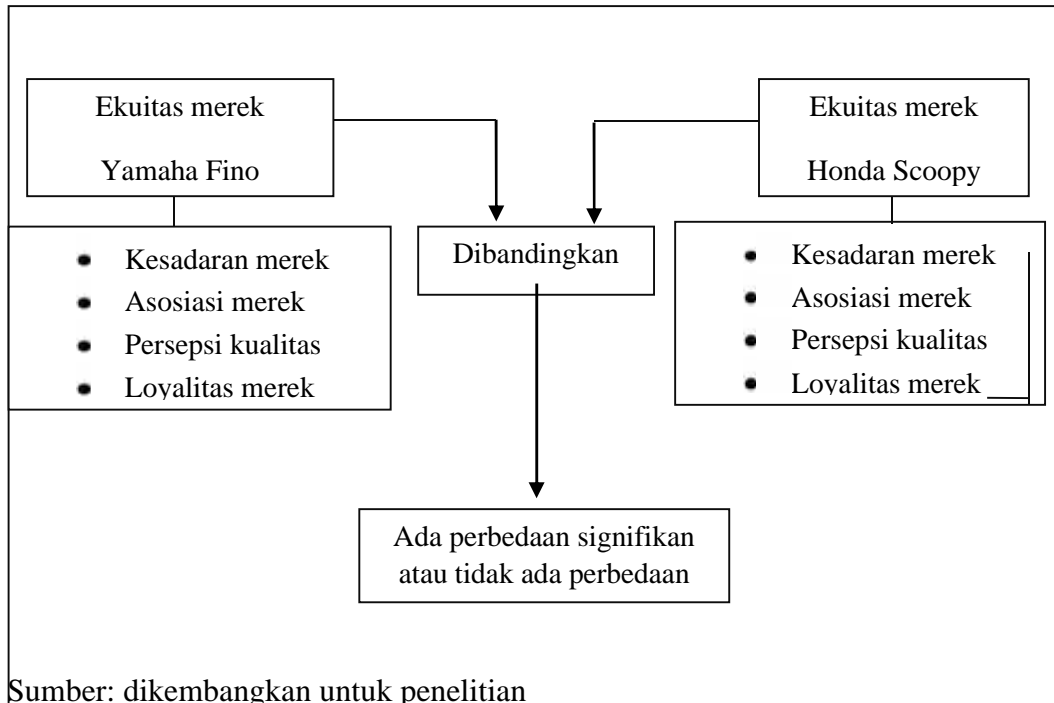 Ekuitas merek
Yamaha Fino
Ekuitas merek
Honda Scoopy
Kesadaran merek
Asosiasi merek
Persepsi kualitas
Loyalitas merek
Dibandingkan
Kesadaran merek
Asosiasi merek
Persepsi kualitas
Loyalitas merek
Ada perbedaan signifikan
atau tidak ada perbedaan
Sumber: dikembangkan untuk penelitian